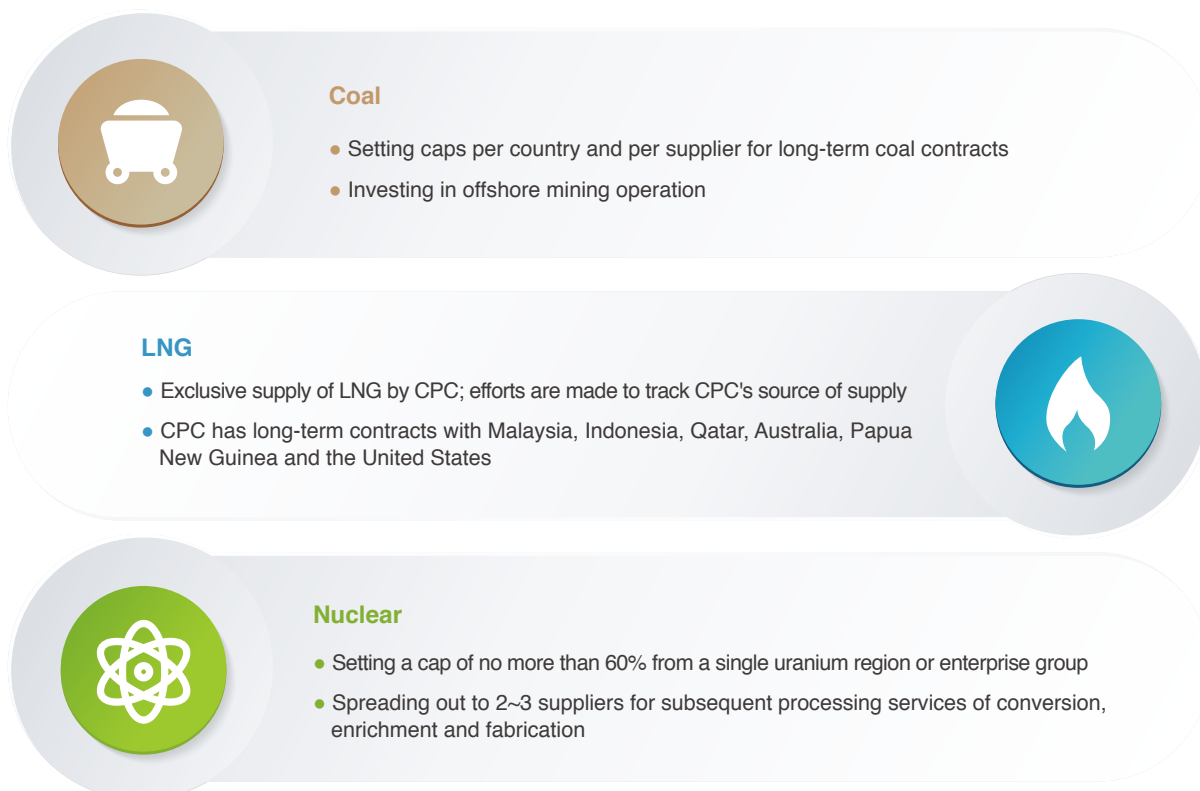 Coal
● Setting caps per country and per supplier for long-term coal contracts
● Investing in offshore mining operation
LNG
● Exclusive supply of LNG by CPC; efforts are made to track CPC's source of supply
● CPC has long-term contracts with Malaysia, Indonesia, Qatar, Australia, Papua
New Guinea and the United States
Nuclear
● Setting a cap of no more than 60% from a single uranium region or enterprise group
● Spreading out to 2~3 suppliers for subsequent processing services of conversion,
enrichment and fabrication